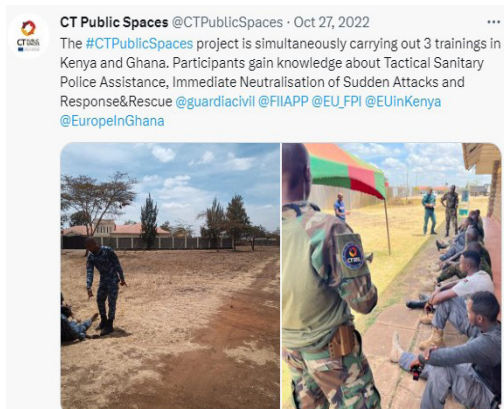 CT Public Spaces @CTPublicSpaces · Oct 27, 2022
The #CTPublicSpaces project is simultaneously carrying out 3 trainings in
Kenya and Ghana. Participants gain knowledge about Tactical Sanitary
Police Assistance, Immediate Neutralisation of Sudden Attacks and
Response&Rescue @guardiacivil @FIIAPP @EU_FPI @EUinKenya
@EuropeInGhana